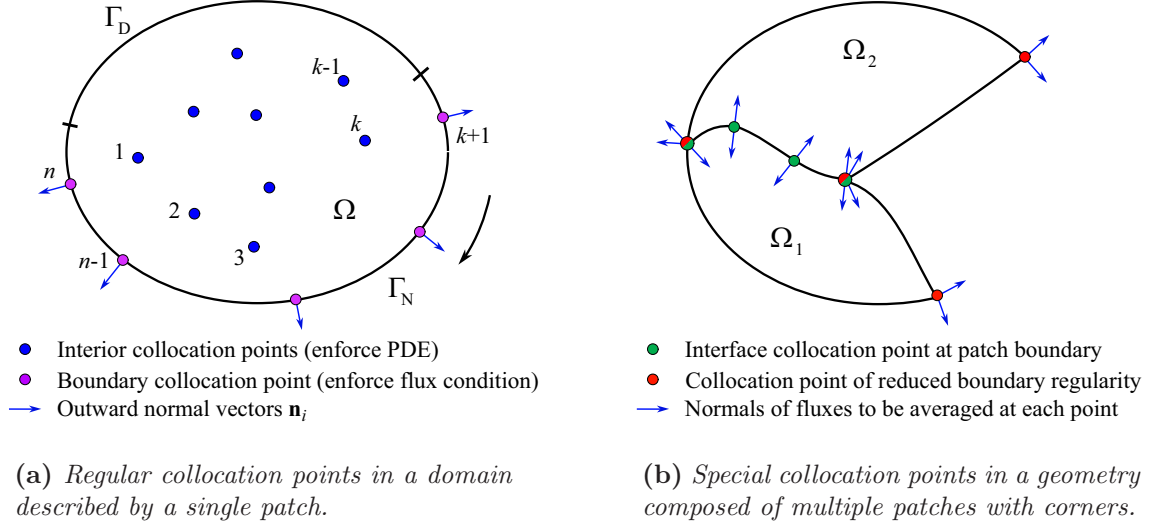 Γ_D
k-1
k
k+1
1
n
2
Ω
n-1
3
Γ_N
Interior collocation points (enforce PDE)
Boundary collocation point (enforce flux condition)
Outward normal vectors n_i
(a) Regular collocation points in a domain
described by a single patch.
Ω_2
Ω_1
Interface collocation point at patch boundary
Collocation point of reduced boundary regularity
Normals of fluxes to be averaged at each point
(b) Special collocation points in a geometry
composed of multiple patches with corners.